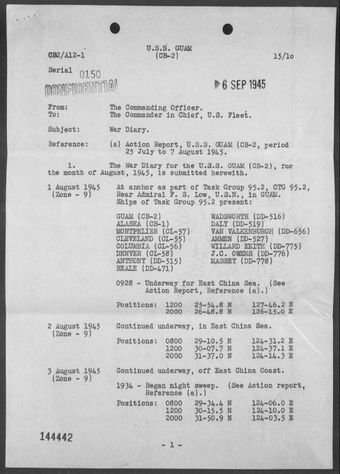 U.S.S. GUAM
CB2/A12-1 (CB-2) 15/lo
Serial 0150
CONFIDENTIAL
6 SEP 1945
From: The Commanding Officer.
To: The Commander in Chief, U.S. Fleet.
Subject: War Diary.
Reference: (a) Action Report, U.S.S. GUAM (CB-2, period
25 July to 7 August 1945.
1. The War Diary for the U.S.S. GUAM (CB-2), for
the month of August, 1945, is submitted herewith.
1 August 1945 At anchor as part of Task Group 95.2, CTG 95.2,
(Zone - 9) Rear Admiral F. S. Low, U.S.N., in GUAM.
Ships of Task Group 95.2 present:
GUAM (CB-2) WADSWORTH (DD-516)
ALASKA (CB-1) DALY (DD-519)
MONTPELIER (CL-57) VAN VALKENBURGH (DD-656)
CLEVELAND (CL-55) AMMEN (DD-527)
COLUMBIA (CL-56) WILLARD KEITH (DD-775)
DENVER (CL-58) J.C. OWENS (DD-776)
ANTHONY (DD-515) MASSEY (DD-778)
BEALE (DD-471)
0928 - Underway for East China Sea. (See
Action Report, Reference (a).)
Positions: 1200 25-54.8 N 127-46.2 E
2000 26-48.8 N 126-15.0 E
2 August 1945 Continued underway, in East China Sea.
(Zone - 9)
Positions: 0800 29-10.5 N 124-31.2 E
1200 30-07.7 N 124-37.1 E
2000 31-37.0 N 124-14.3 E
3 August 1945 Continued underway, off East China Coast.
(Zone - 9)
1934 - Began night sweep. (See Action report,
Reference (a).)
Positions: 0800 29-34.4 N 124-06.0 E
1200 30-15.5 N 124-10.0 E
2000 31-50.9 N 124-03.5 E
144442
- 1 -